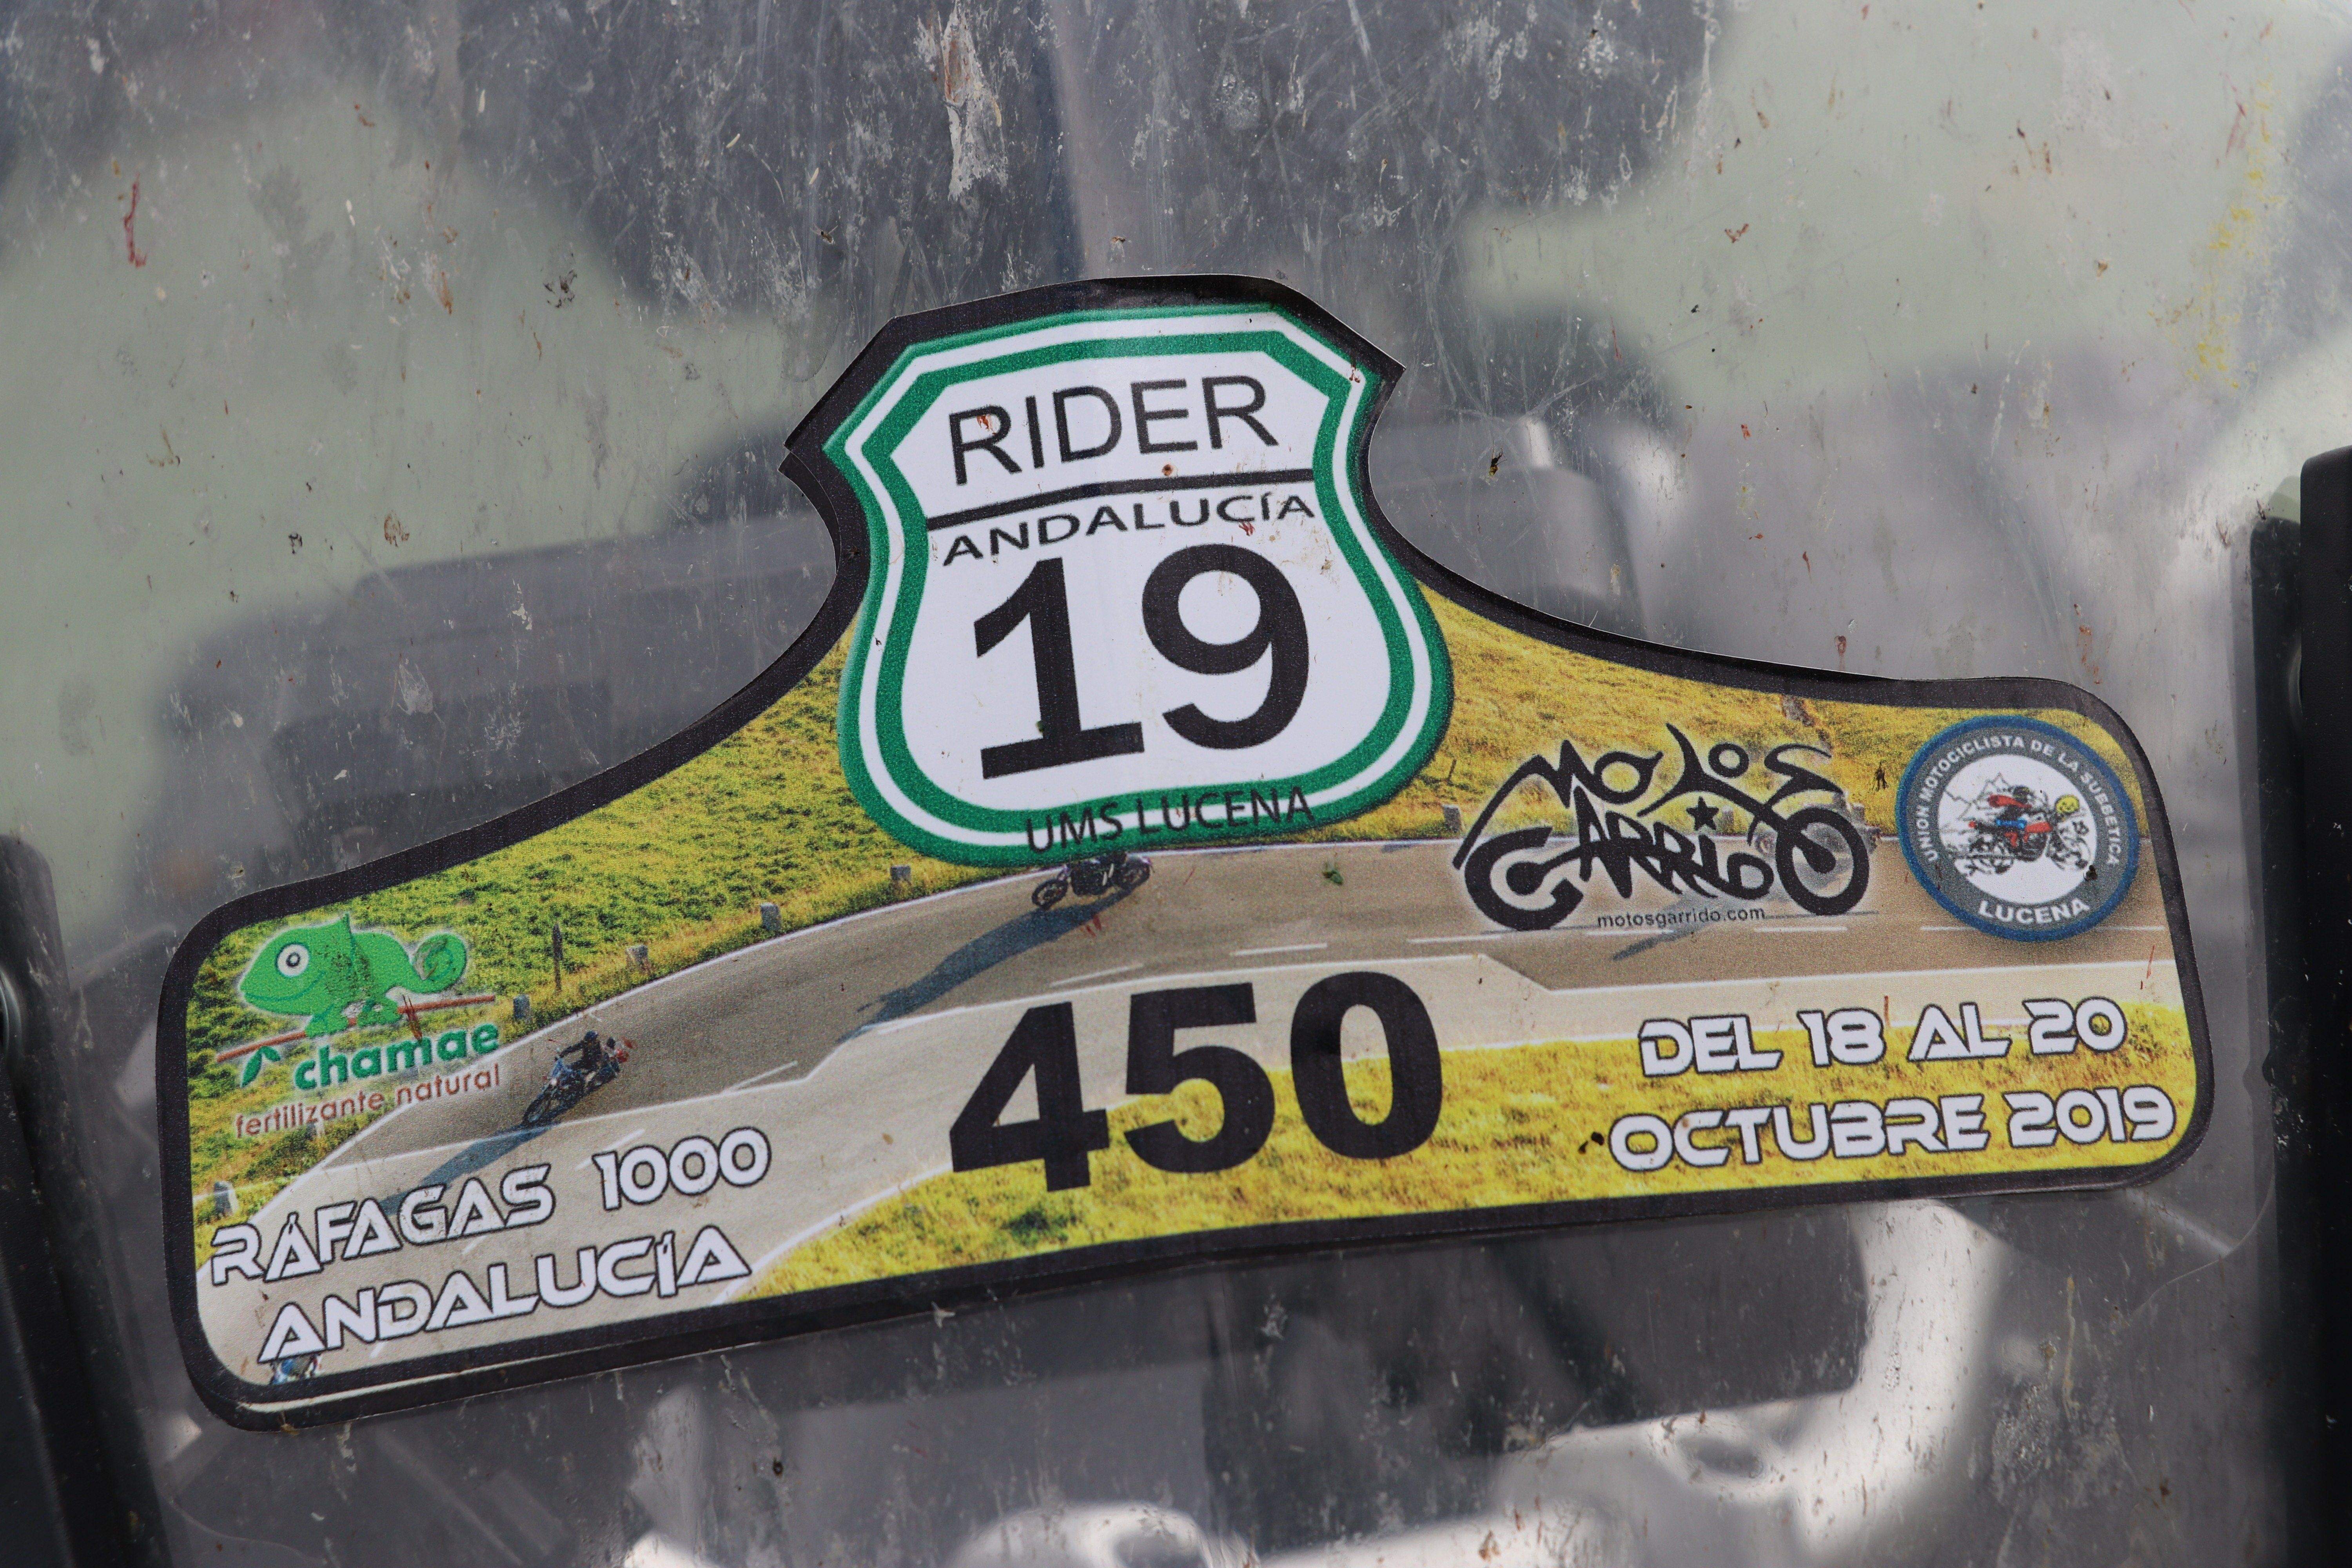 RIDER
ANDALUCÍA
19
UMS LUCENA
MOTOS
GARRIDO
motosgarrido.com
UNION MOTOCICLISTA DE LA SUBBETICA
LUCENA
chamae
fertilizante natural
450
RÁFAGAS 1000
ANDALUCÍA
DEL 18 AL 20
OCTUBRE 2019